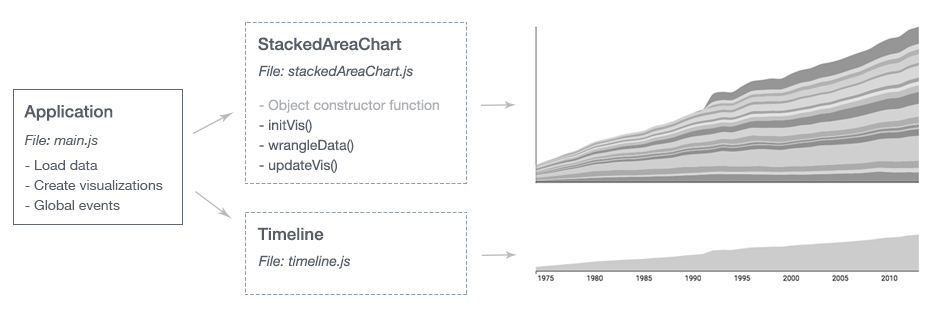 Application
File: main.js
- Load data
- Create visualizations
- Global events
StackedAreaChart
File: stackedAreaChart.js
- Object constructor function
- initVis()
- wrangleData()
- updateVis()
Timeline
File: timeline.js
1975 1980 1985 1990 1995 2000 2005 2010